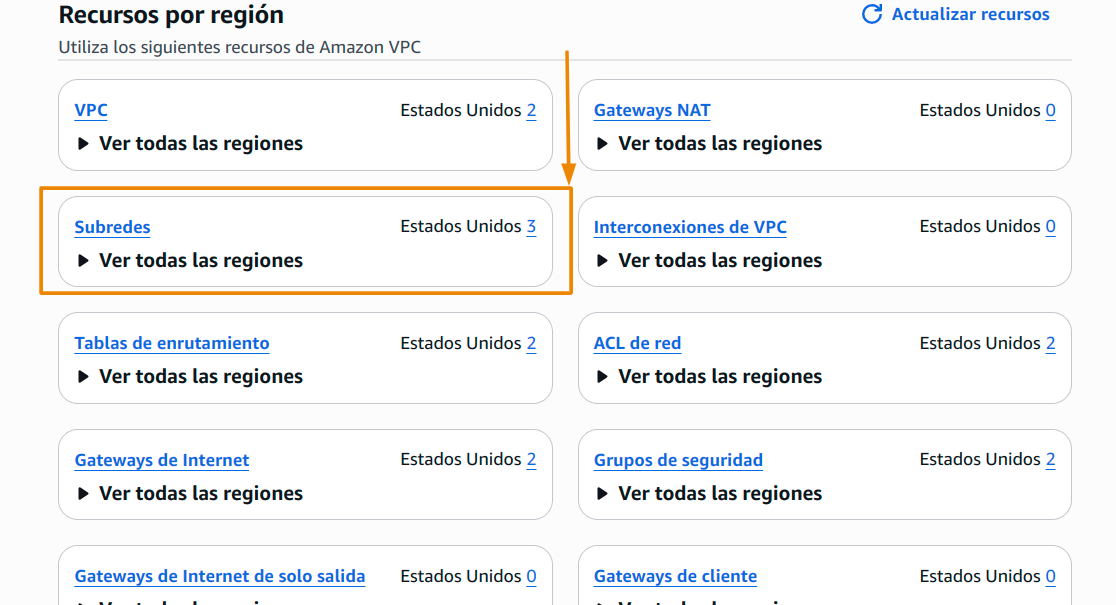 Recursos por región
Actualizar recursos
Utiliza los siguientes recursos de Amazon VPC
VPC
Estados Unidos 2
Ver todas las regiones
Gateways NAT
Estados Unidos 0
Ver todas las regiones
Subredes
Estados Unidos 3
Ver todas las regiones
Interconexiones de VPC
Estados Unidos 0
Ver todas las regiones
Tablas de enrutamiento
Estados Unidos 2
Ver todas las regiones
ACL de red
Estados Unidos 2
Ver todas las regiones
Gateways de Internet
Estados Unidos 2
Ver todas las regiones
Grupos de seguridad
Estados Unidos 2
Ver todas las regiones
Gateways de Internet de solo salida
Estados Unidos 0
Gateways de cliente
Estados Unidos 0